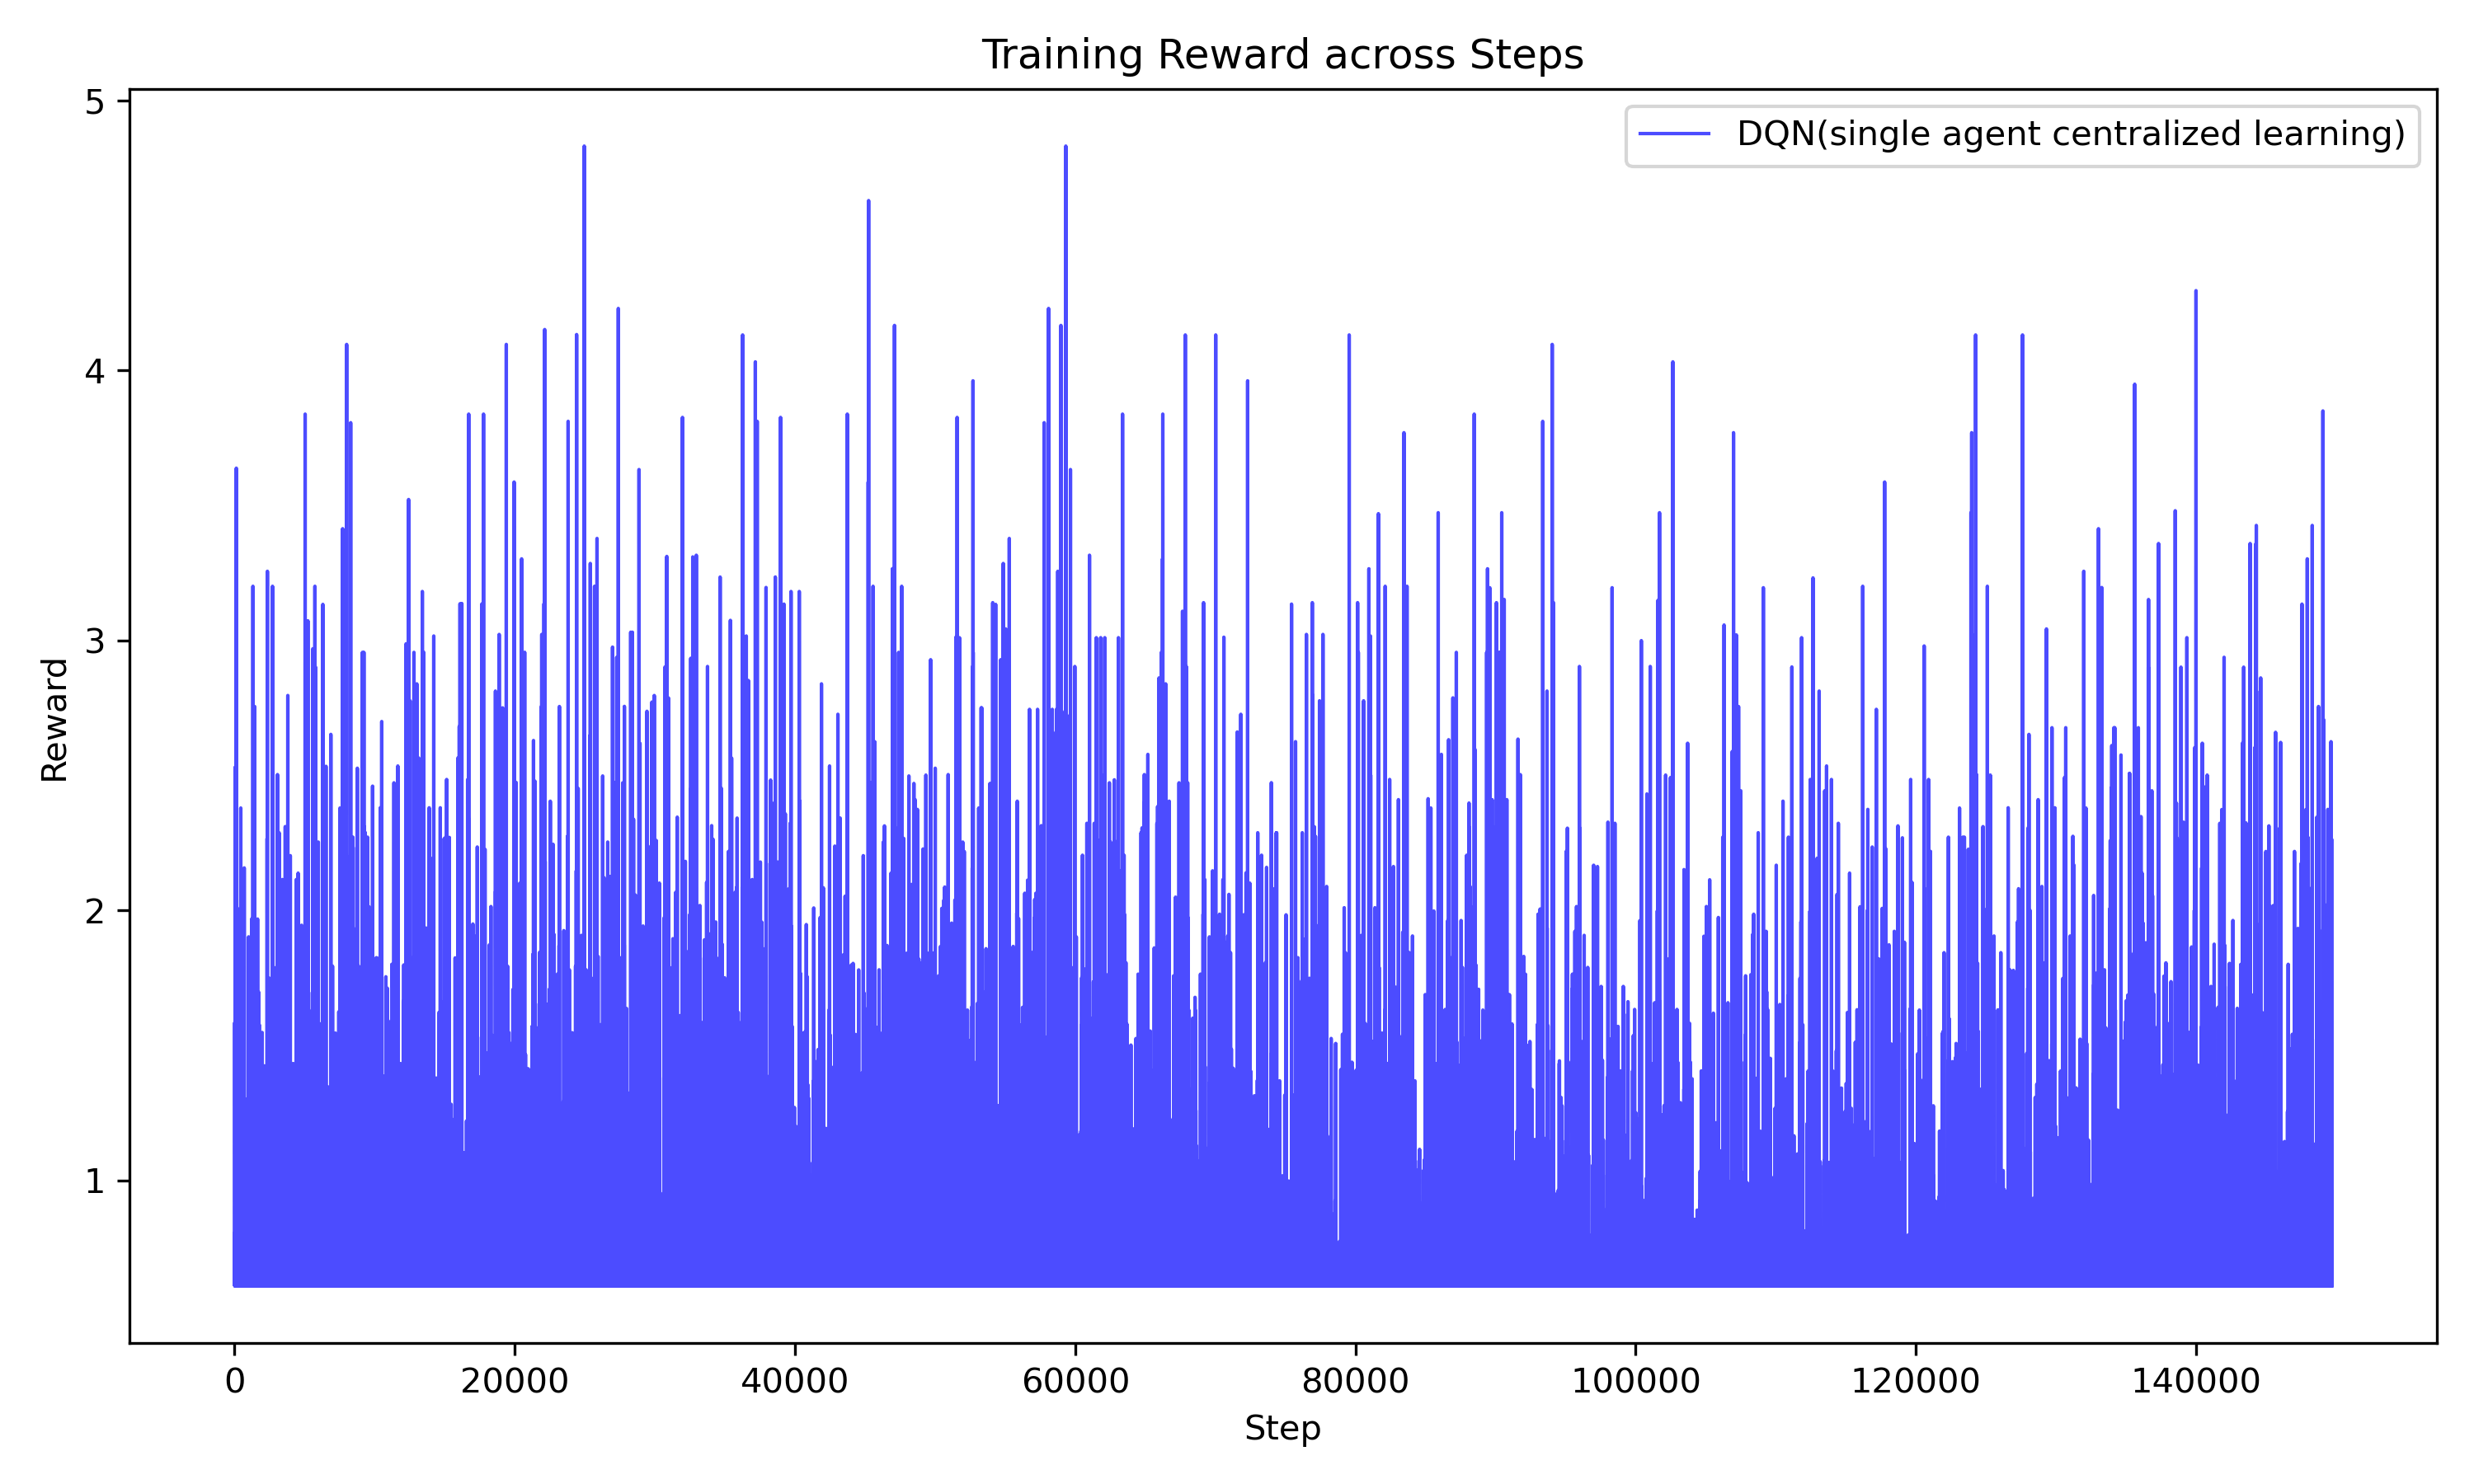 Training Reward across Steps
DQN(single agent centralized learning)
5
4
3
2
1
Reward
0 20000 40000 60000 80000 100000 120000 140000
Step